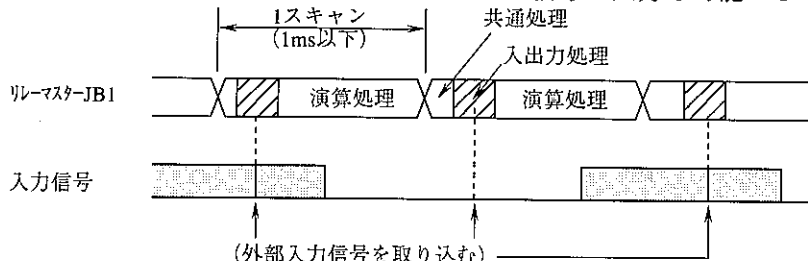 1スキャン
(1ms以下)
共通処理
入出力処理
リレーマスターJB1
演算処理
演算処理
入力信号
(外部入力信号を取り込む)